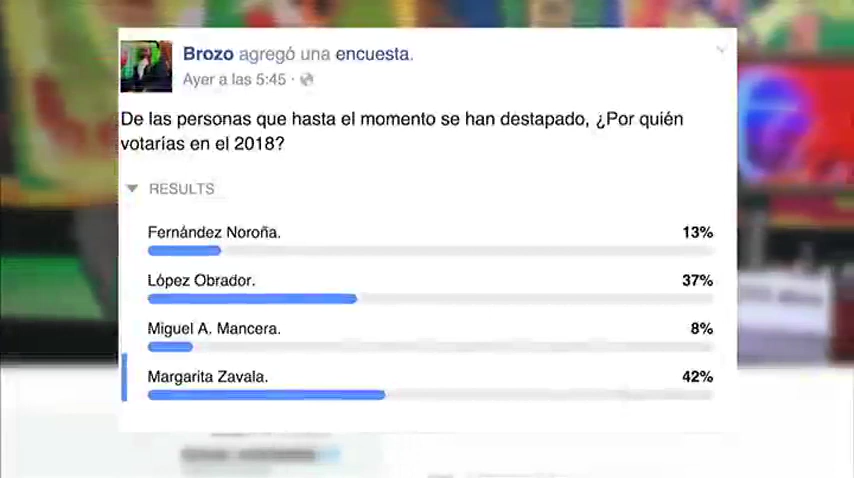 Brozo agregó una encuesta.
Ayer a las 5:45 ·
De las personas que hasta el momento se han destapado, ¿Por quién
votarías en el 2018?
RESULTS
Fernández Noroña. 13%
López Obrador. 37%
Miguel A. Mancera. 8%
Margarita Zavala. 42%